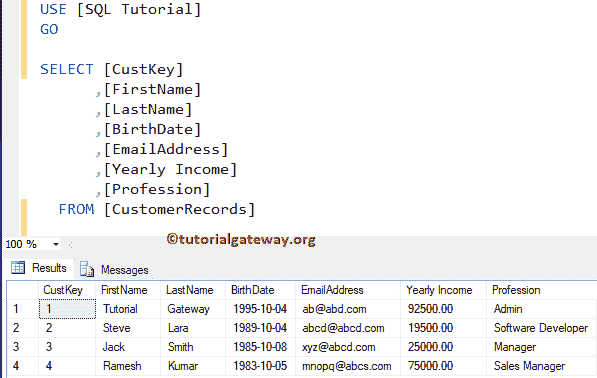 USE [SQL Tutorial]
GO
SELECT [CustKey]
,[FirstName]
,[LastName]
,[BirthDate]
,[EmailAddress]
,[Yearly Income]
,[Profession]
FROM [CustomerRecords]
100 %
©tutorialgateway.org
Results Messages
CustKey FirstName LastName BirthDate EmailAddress Yearly Income Profession
1 1 Tutorial Gateway 1995-10-04 ab@abd.com 92500.00 Admin
2 2 Steve Lara 1989-10-04 abcd@abcd.com 19500.00 Software Developer
3 3 Jack Smith 1985-10-08 xyz@abcd.com 25000.00 Manager
4 4 Ramesh Kumar 1983-10-05 mnopq@abcs.com 75000.00 Sales Manager